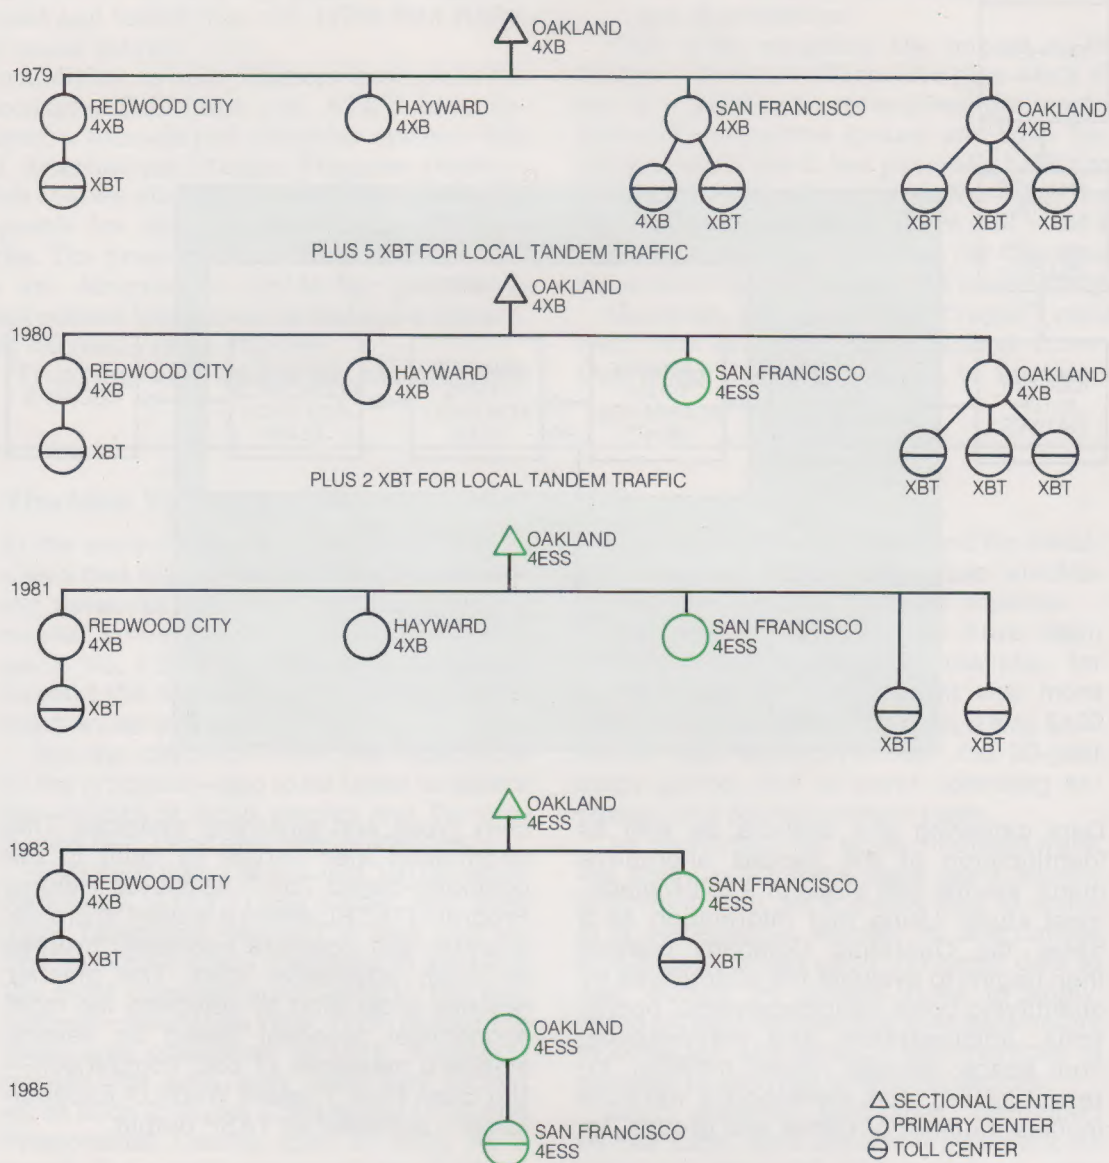 OAKLAND
4XB
1979
REDWOOD CITY
4XB
HAYWARD
4XB
SAN FRANCISCO
4XB
OAKLAND
4XB
XBT
4XB
XBT
XBT
XBT
XBT
PLUS 5 XBT FOR LOCAL TANDEM TRAFFIC
OAKLAND
4XB
1980
REDWOOD CITY
4XB
HAYWARD
4XB
SAN FRANCISCO
4ESS
OAKLAND
4XB
XBT
XBT
XBT
XBT
PLUS 2 XBT FOR LOCAL TANDEM TRAFFIC
OAKLAND
4ESS
1981
REDWOOD CITY
4XB
HAYWARD
4XB
SAN FRANCISCO
4ESS
XBT
XBT
XBT
OAKLAND
4ESS
1983
REDWOOD CITY
4XB
SAN FRANCISCO
4ESS
XBT
XBT
OAKLAND
4ESS
1985
SAN FRANCISCO
4ESS
SECTIONAL CENTER
PRIMARY CENTER
TOLL CENTER